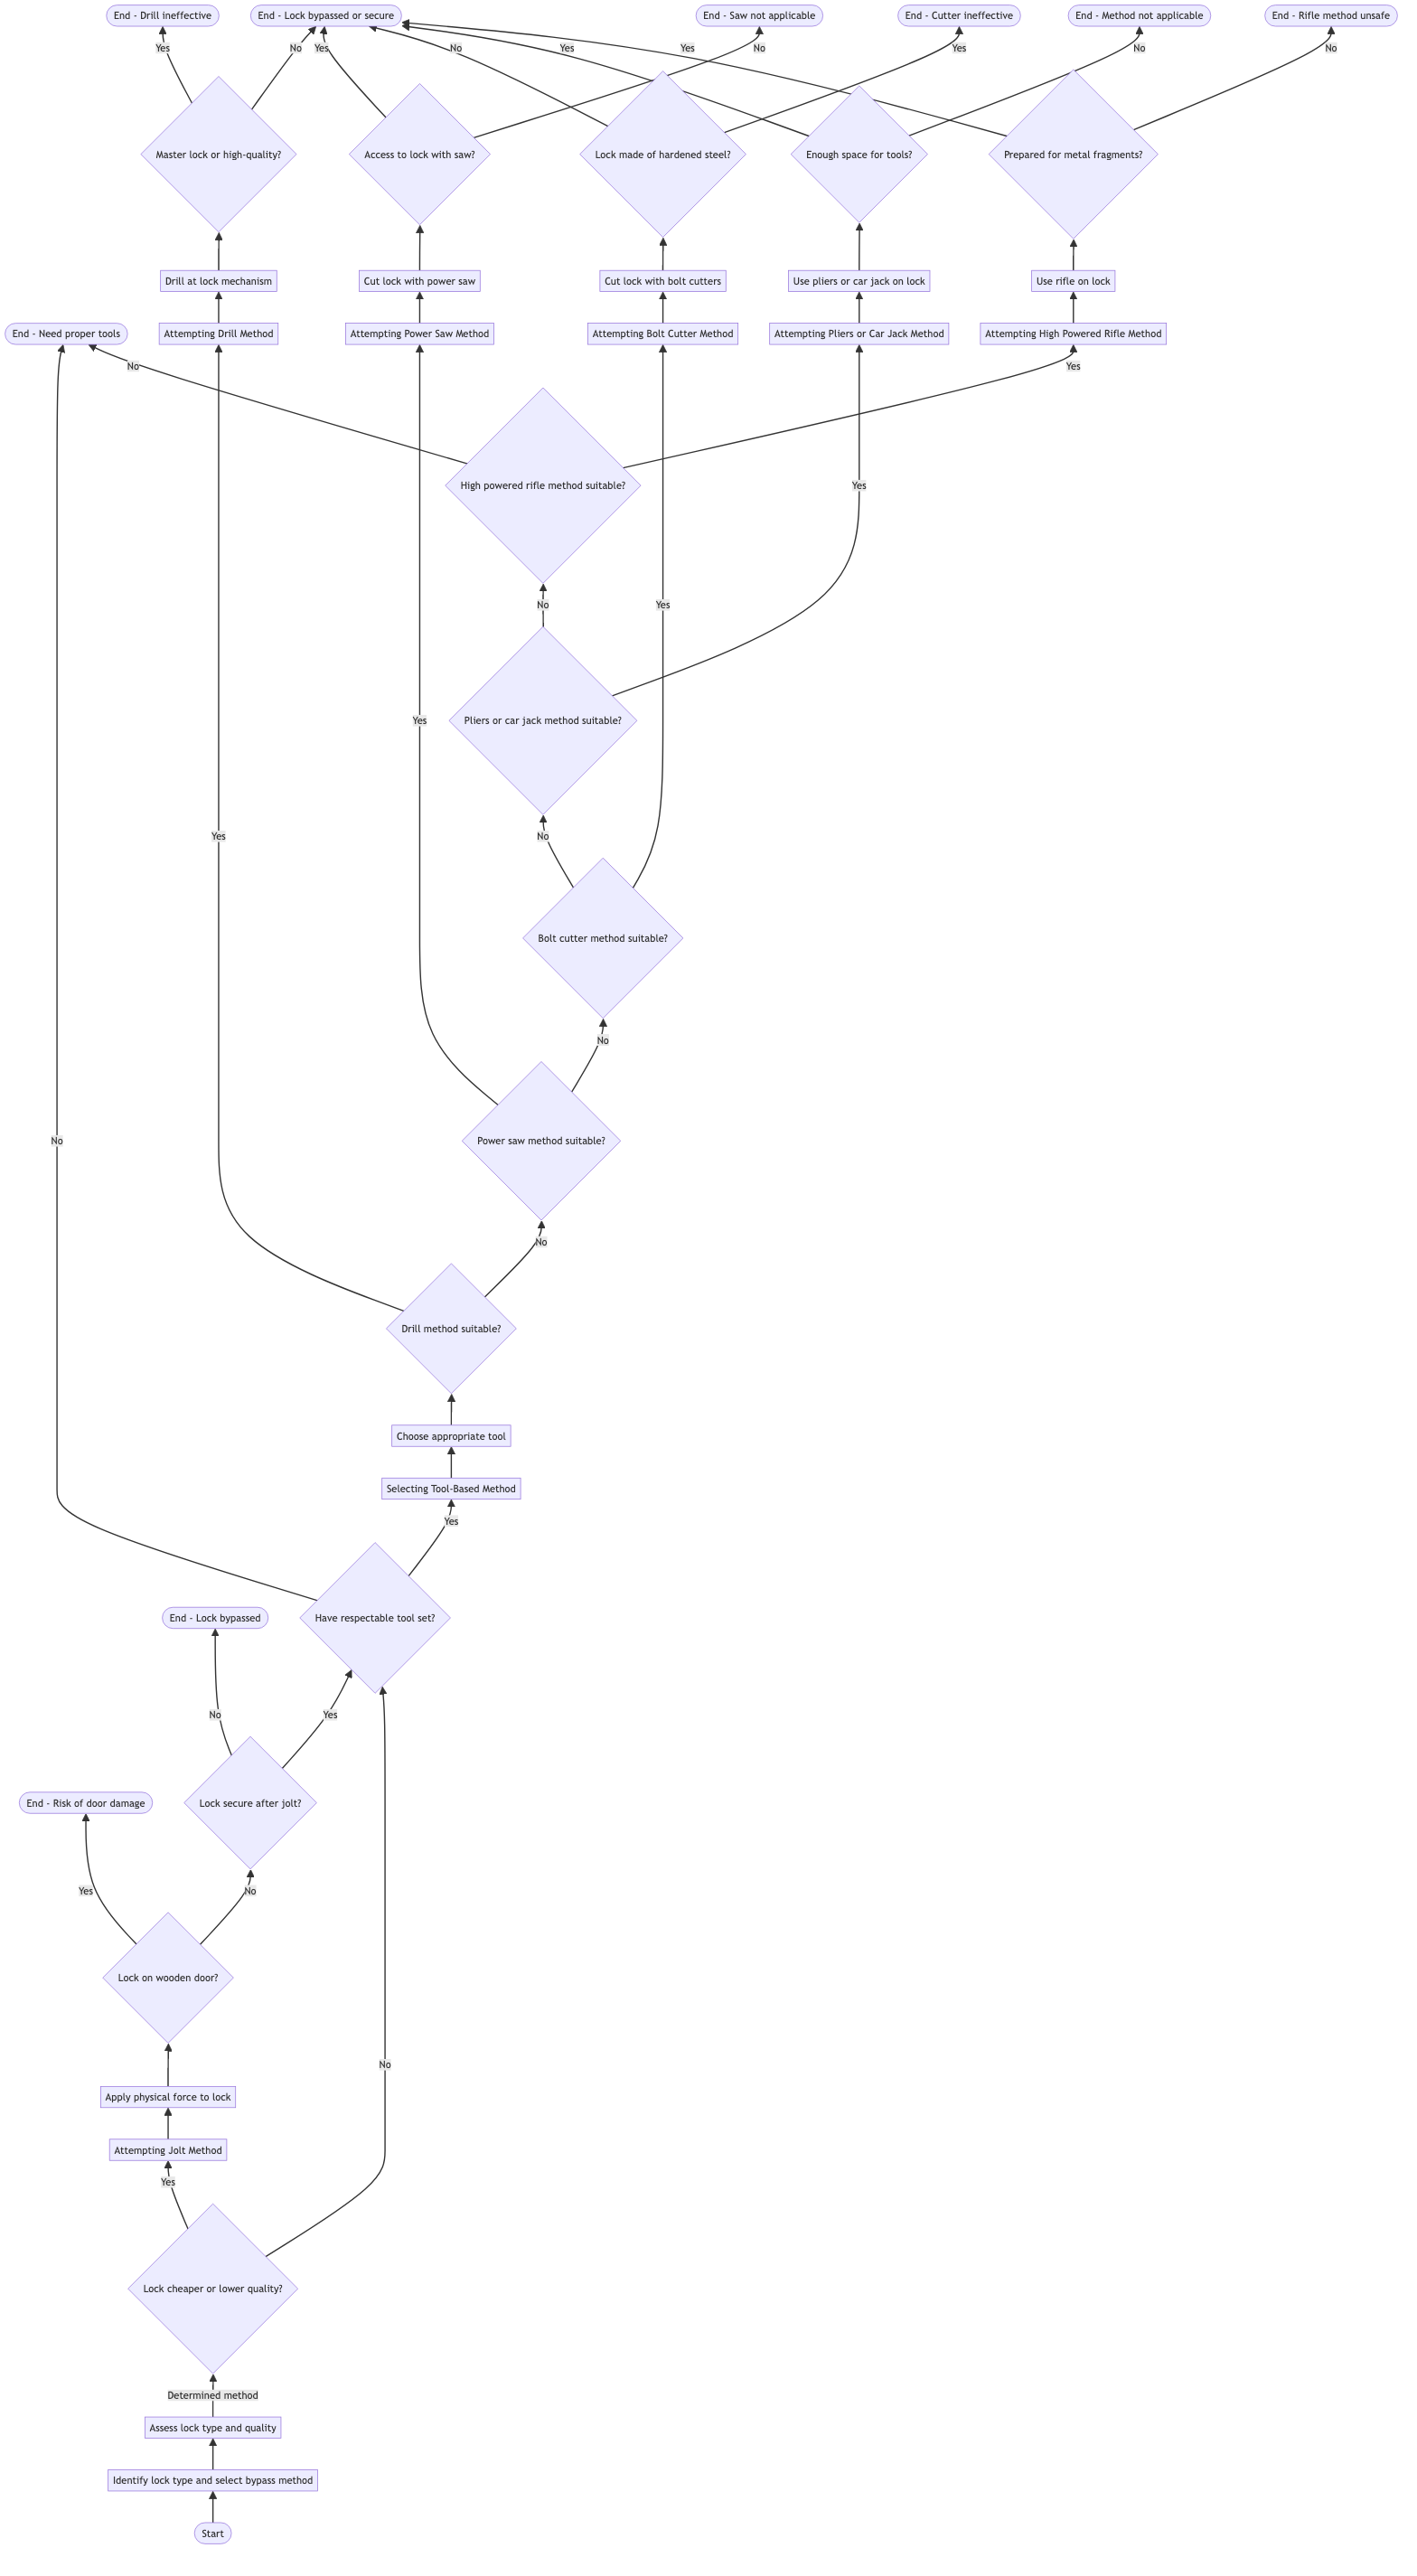 End - Drill ineffective
End - Lock bypassed or secure
End - Saw not applicable
End - Cutter ineffective
End - Method not applicable
End - Rifle method unsafe
Yes
No
Yes
No
Yes
Yes
No
Yes
No
No
Master lock or high-quality?
Access to lock with saw?
Lock made of hardened steel?
Enough space for tools?
Prepared for metal fragments?
Drill at lock mechanism
Cut lock with power saw
Cut lock with bolt cutters
Use pliers or car jack on lock
Use rifle on lock
End - Need proper tools
Attempting Drill Method
Attempting Power Saw Method
Attempting Bolt Cutter Method
Attempting Pliers or Car Jack Method
Attempting High Powered Rifle Method
No
Yes
High powered rifle method suitable?
Yes
No
Yes
Pliers or car jack method suitable?
Yes
Yes
No
Bolt cutter method suitable?
No
No
Power saw method suitable?
No
Drill method suitable?
Choose appropriate tool
Selecting Tool-Based Method
Yes
End - Lock bypassed
Have respectable tool set?
No
Yes
End - Risk of door damage
Lock secure after jolt?
Yes
No
Lock on wooden door?
No
Apply physical force to lock
Attempting Jolt Method
Yes
Lock cheaper or lower quality?
Determined method
Assess lock type and quality
Identify lock type and select bypass method
Start